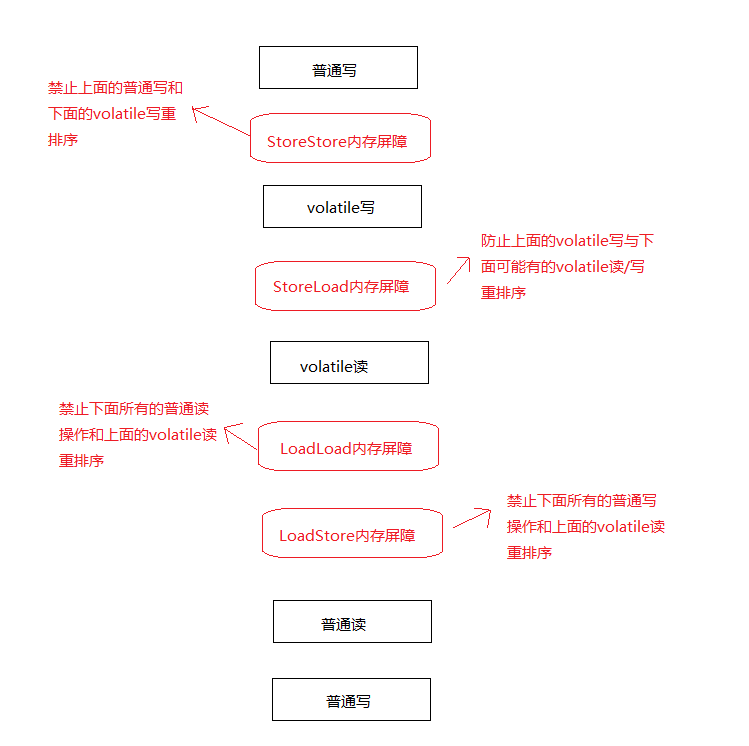 普通写
禁止上面的普通写和
下面的volatile写重
排序
StoreStore内存屏障
volatile写
防止上面的volatile写与下
面可能有的volatile读/写
重排序
StoreLoad内存屏障
volatile读
禁止下面所有的普通读
操作和上面的volatile读
重排序
LoadLoad内存屏障
禁止下面所有的普通写
操作和上面的volatile读
重排序
LoadStore内存屏障
普通读
普通写